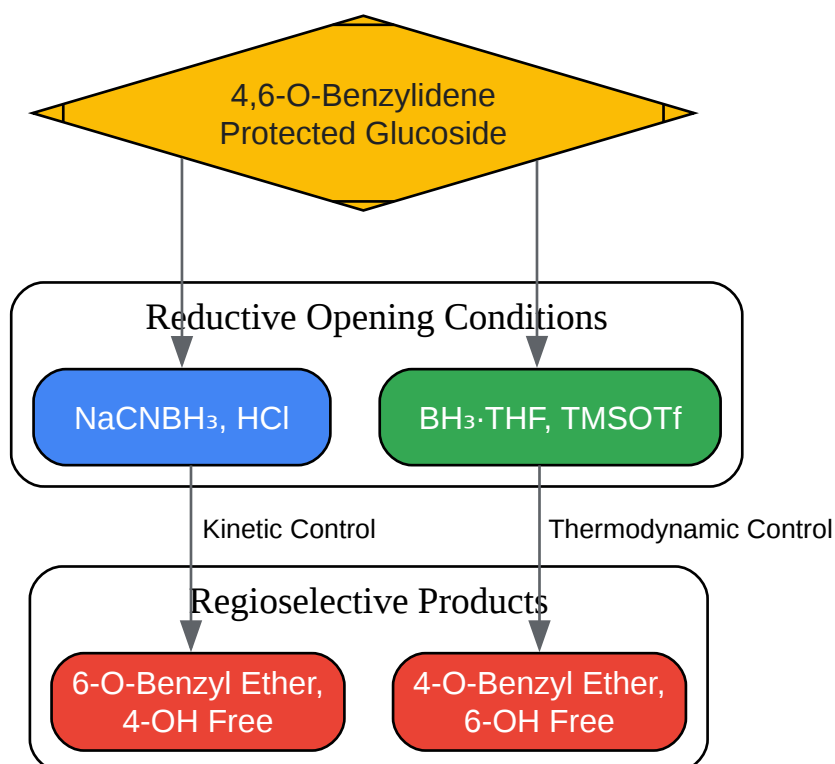 4,6-O-Benzylidene
Protected Glucoside
Reductive Opening Conditions
NaCNBH₃, HCl
BH₃·THF, TMSOTf
Kinetic Control
Thermodynamic Control
Regioselective Products
6-O-Benzyl Ether,
4-OH Free
4-O-Benzyl Ether,
6-OH Free